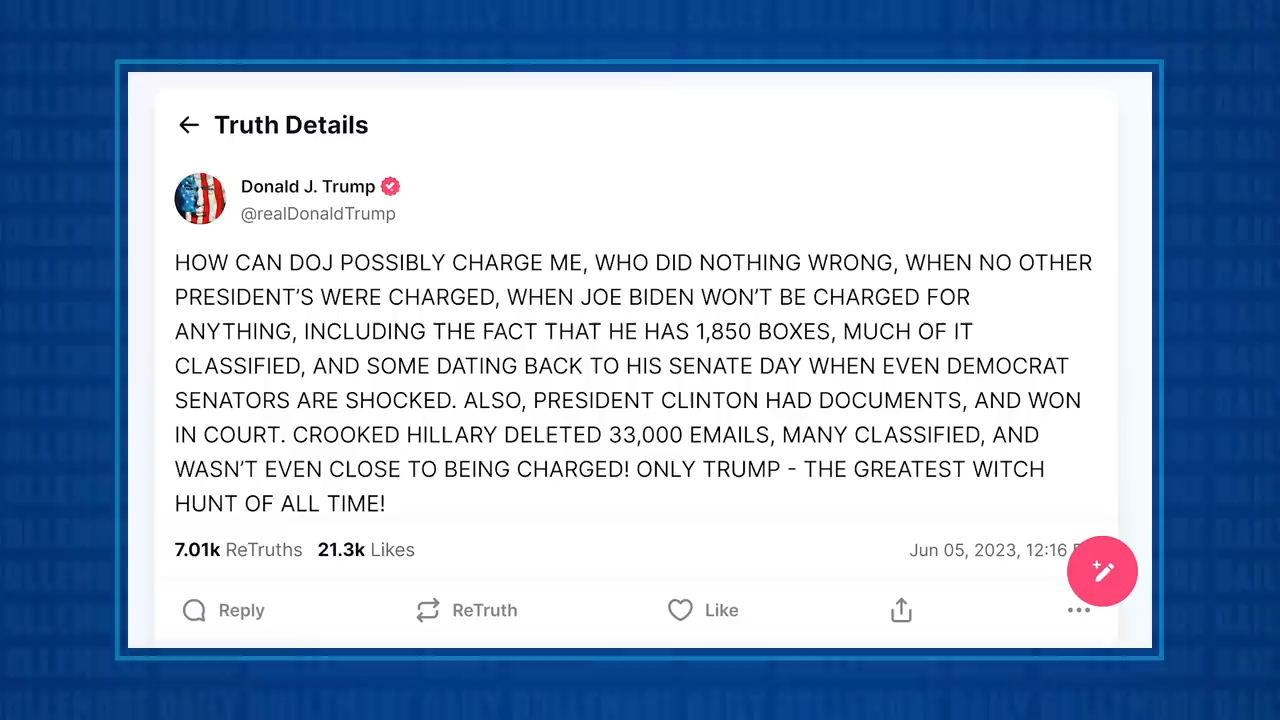 Truth Details
Donald J. Trump
@realDonaldTrump
HOW CAN DOJ POSSIBLY CHARGE ME, WHO DID NOTHING WRONG, WHEN NO OTHER
PRESIDENT’S WERE CHARGED, WHEN JOE BIDEN WON’T BE CHARGED FOR
ANYTHING, INCLUDING THE FACT THAT HE HAS 1,850 BOXES, MUCH OF IT
CLASSIFIED, AND SOME DATING BACK TO HIS SENATE DAY WHEN EVEN DEMOCRAT
SENATORS ARE SHOCKED. ALSO, PRESIDENT CLINTON HAD DOCUMENTS, AND WON
IN COURT. CROOKED HILLARY DELETED 33,000 EMAILS, MANY CLASSIFIED, AND
WASN’T EVEN CLOSE TO BEING CHARGED! ONLY TRUMP - THE GREATEST WITCH
HUNT OF ALL TIME!
7.01k ReTruths 21.3k Likes Jun 05, 2023, 12:16
Reply ReTruth Like